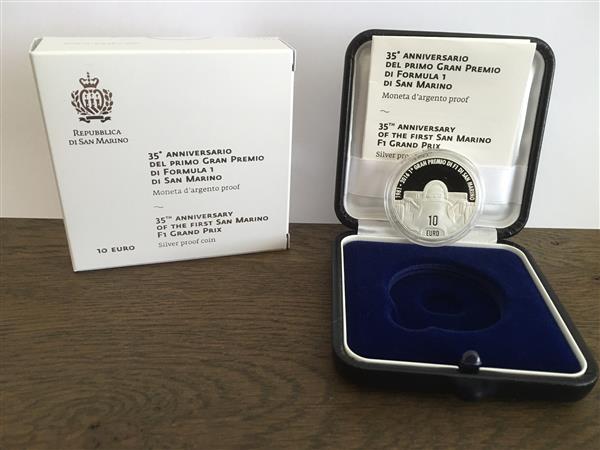 Repubblica
di San Marino
35° anniversario
del primo Gran Premio
di Formula 1
di San Marino
Moneta d'argento proof
~
35th anniversary
of the first San Marino
F1 Grand Prix
Silver proof coin
10 euro
35° anniversario
del primo Gran Premio
di Formula 1
di San Marino
Moneta d'argento proof
~
35th anniversary
of the first San Marino
F1 Grand Prix
Silver proof
1981 - 2016 1° GRAN PREMIO DI F1 DI SAN MARINO
10
EURO